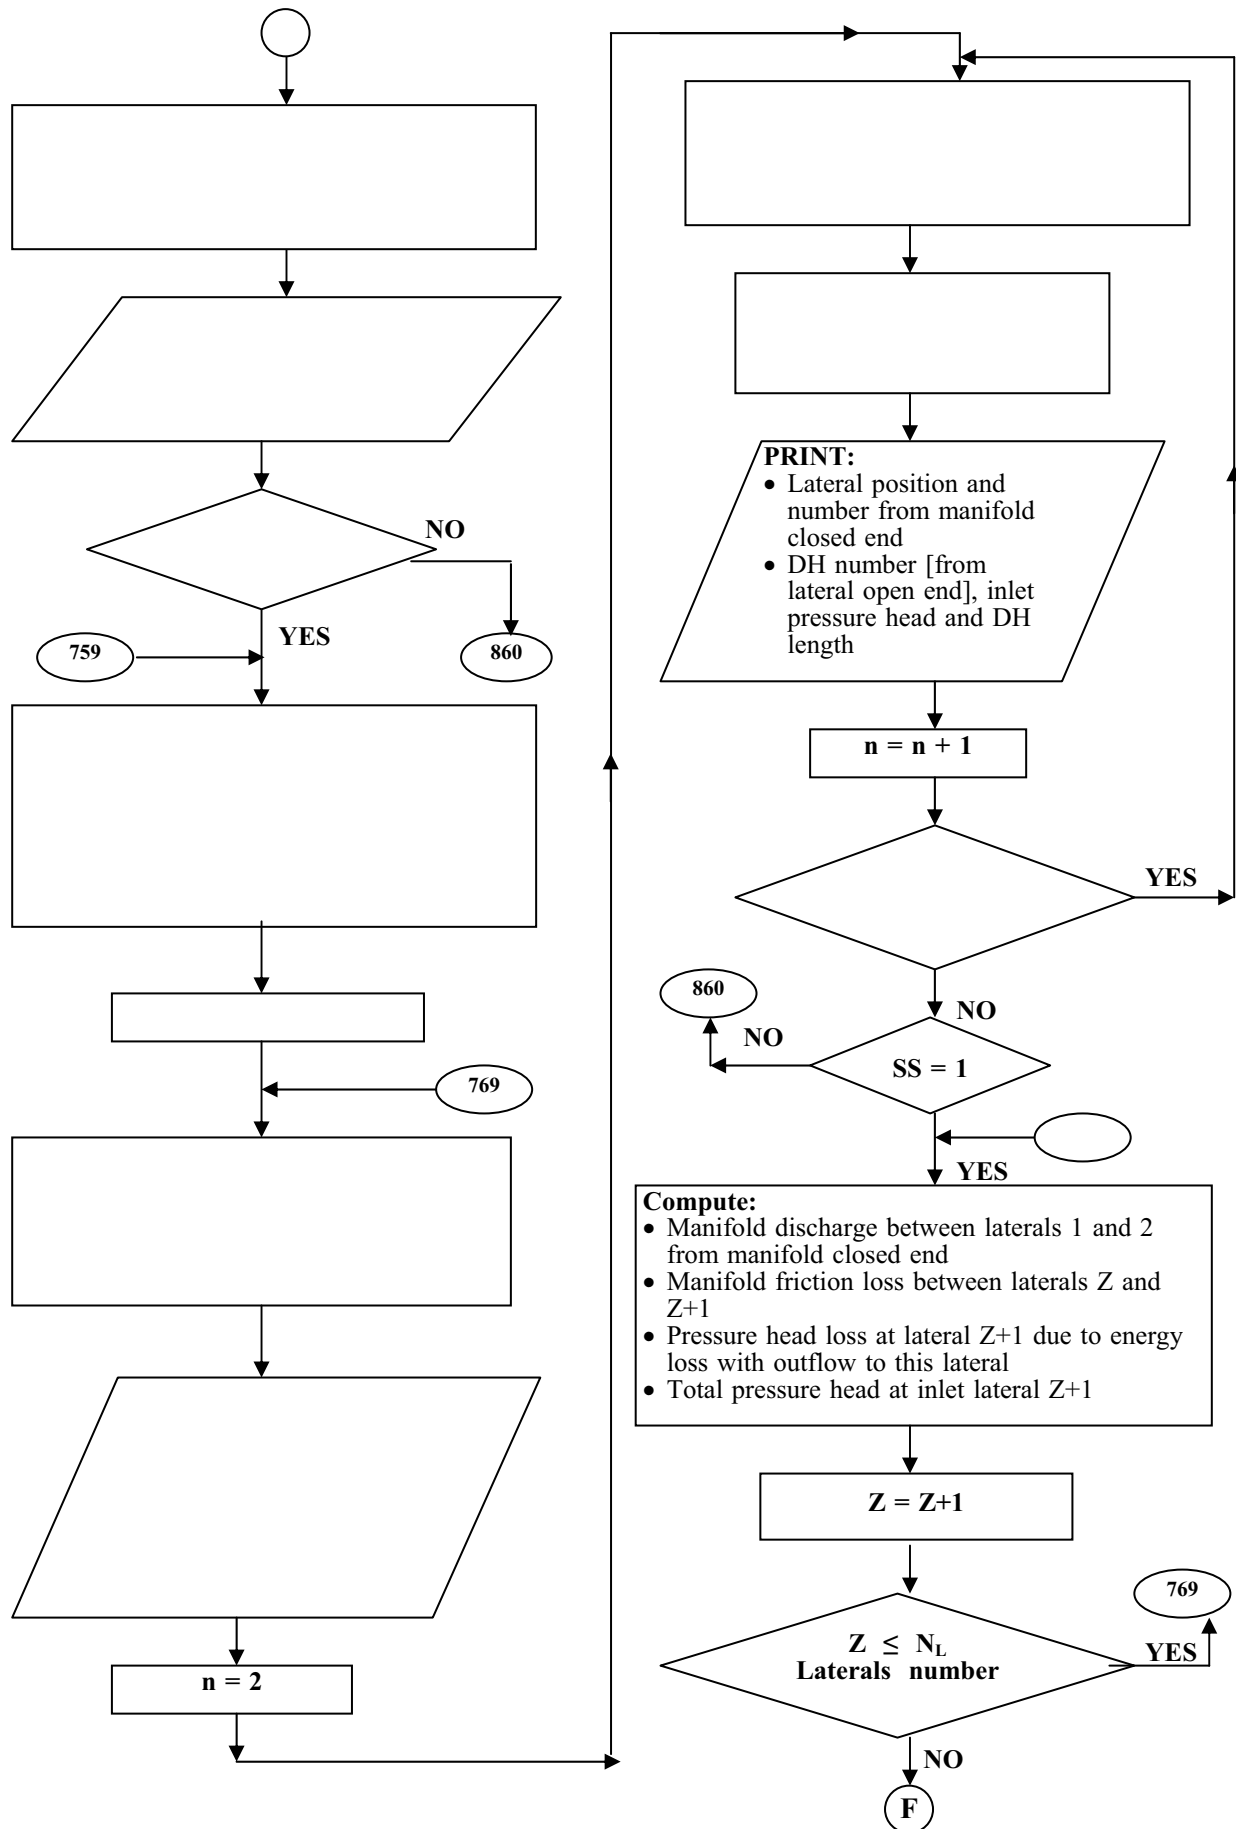 NO
YES
759
860
769
n = 2
PRINT:
• Lateral position and
number from manifold
closed end
• DH number [from
lateral open end], inlet
pressure head and DH
length
n = n + 1
YES
860
NO
NO
SS = 1
YES
Compute:
• Manifold discharge between laterals 1 and 2
from manifold closed end
• Manifold friction loss between laterals Z and
Z+1
• Pressure head loss at lateral Z+1 due to energy
loss with outflow to this lateral
• Total pressure head at inlet lateral Z+1
Z = Z+1
769
Z ≤ N_L
Laterals number
YES
NO
F